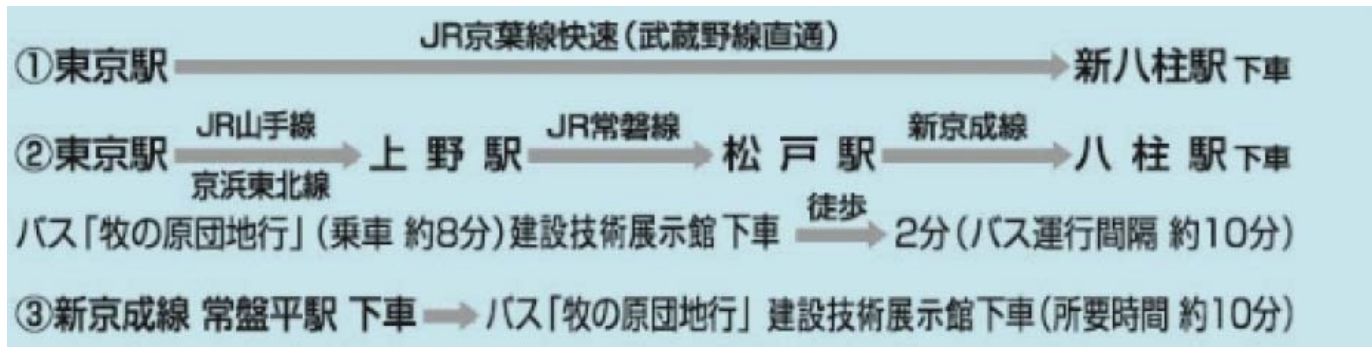 JR京葉線快速(武蔵野線直通)
①東京駅 新八柱駅下車
JR山手線 JR常磐線 新京成線
②東京駅 上野駅 松戸駅 八柱駅下車
京浜東北線
徒歩
バス「牧の原団地行」(乗車 約8分)建設技術展示館下車 2分(バス運行間隔 約10分)
③新京成線 常盤平駅 下車 バス「牧の原団地行」 建設技術展示館下車(所要時間 約10分)